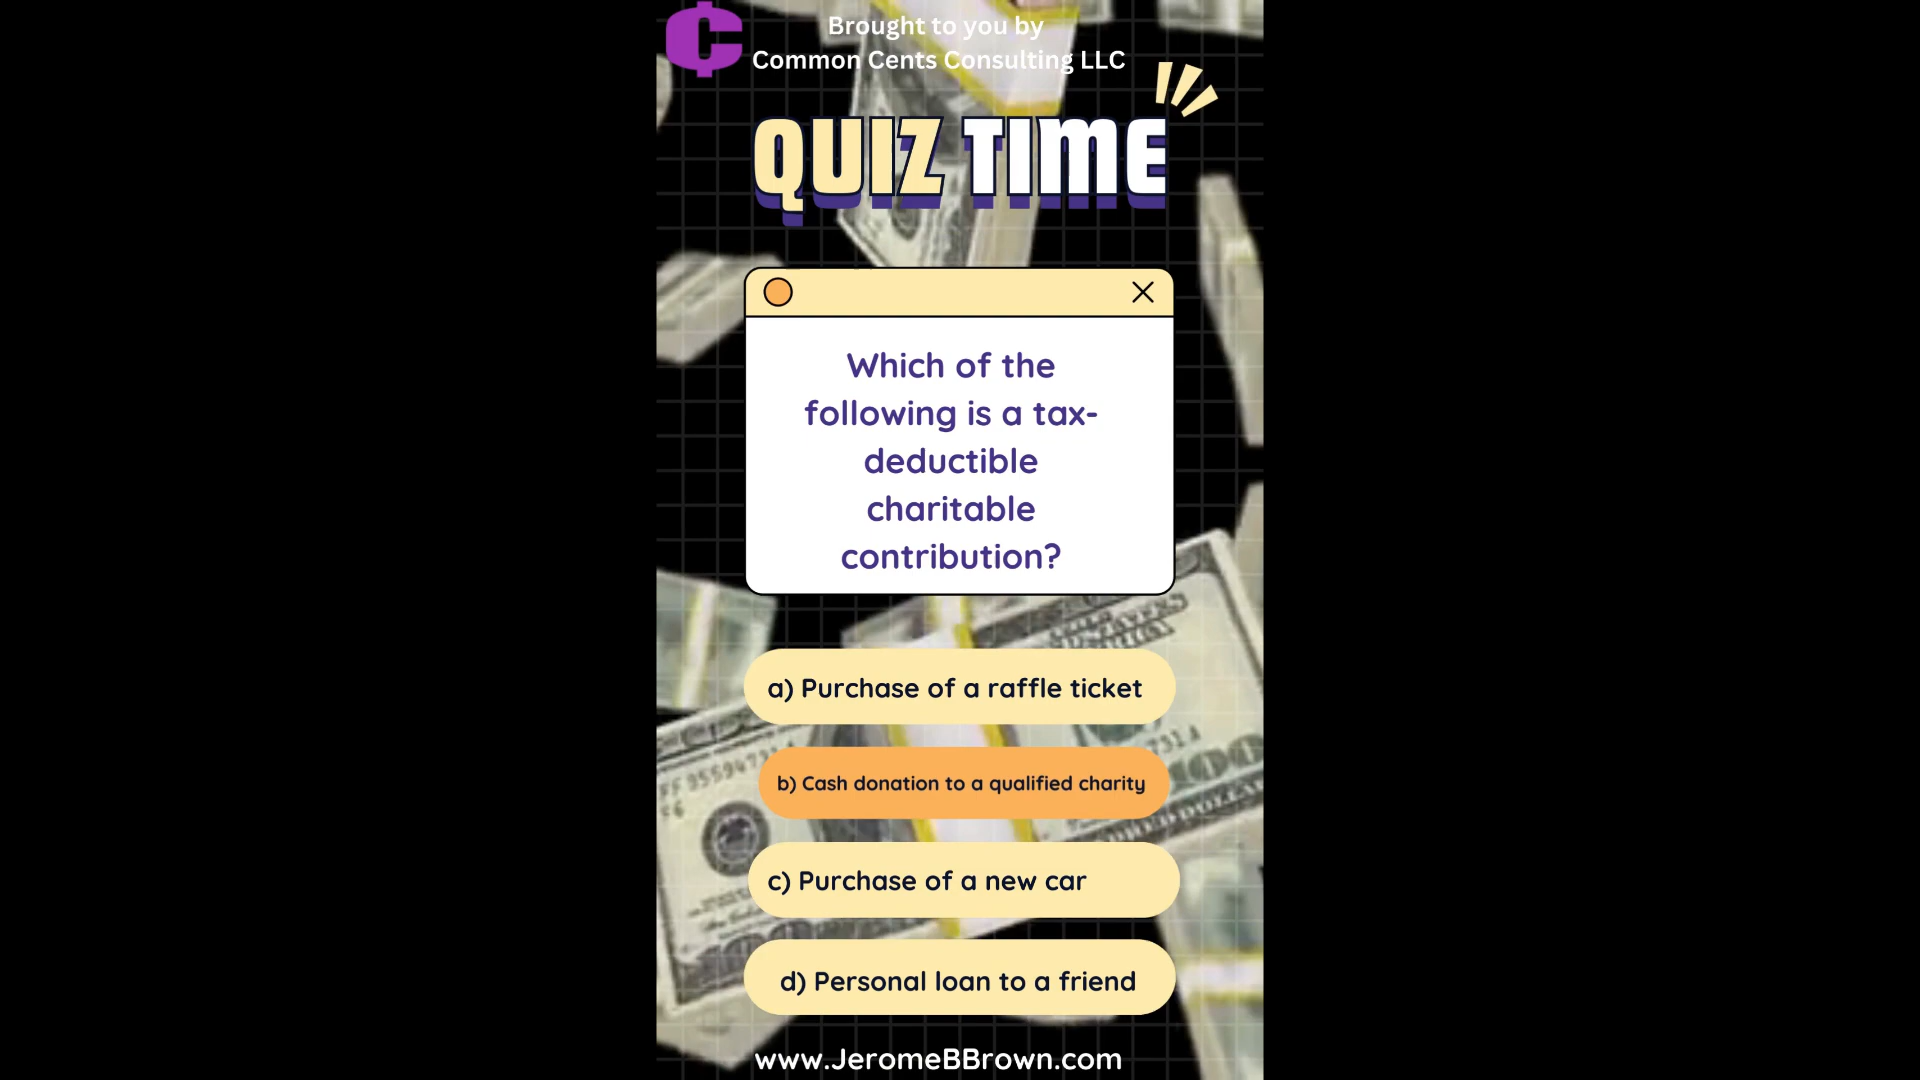 Brought to you by
Common Cents Consulting LLC
QUIZ TIME
Which of the
following is a tax-
deductible
charitable
contribution?
a) Purchase of a raffle ticket
b) Cash donation to a qualified charity
c) Purchase of a new car
d) Personal loan to a friend
www.JeromeBBrown.com